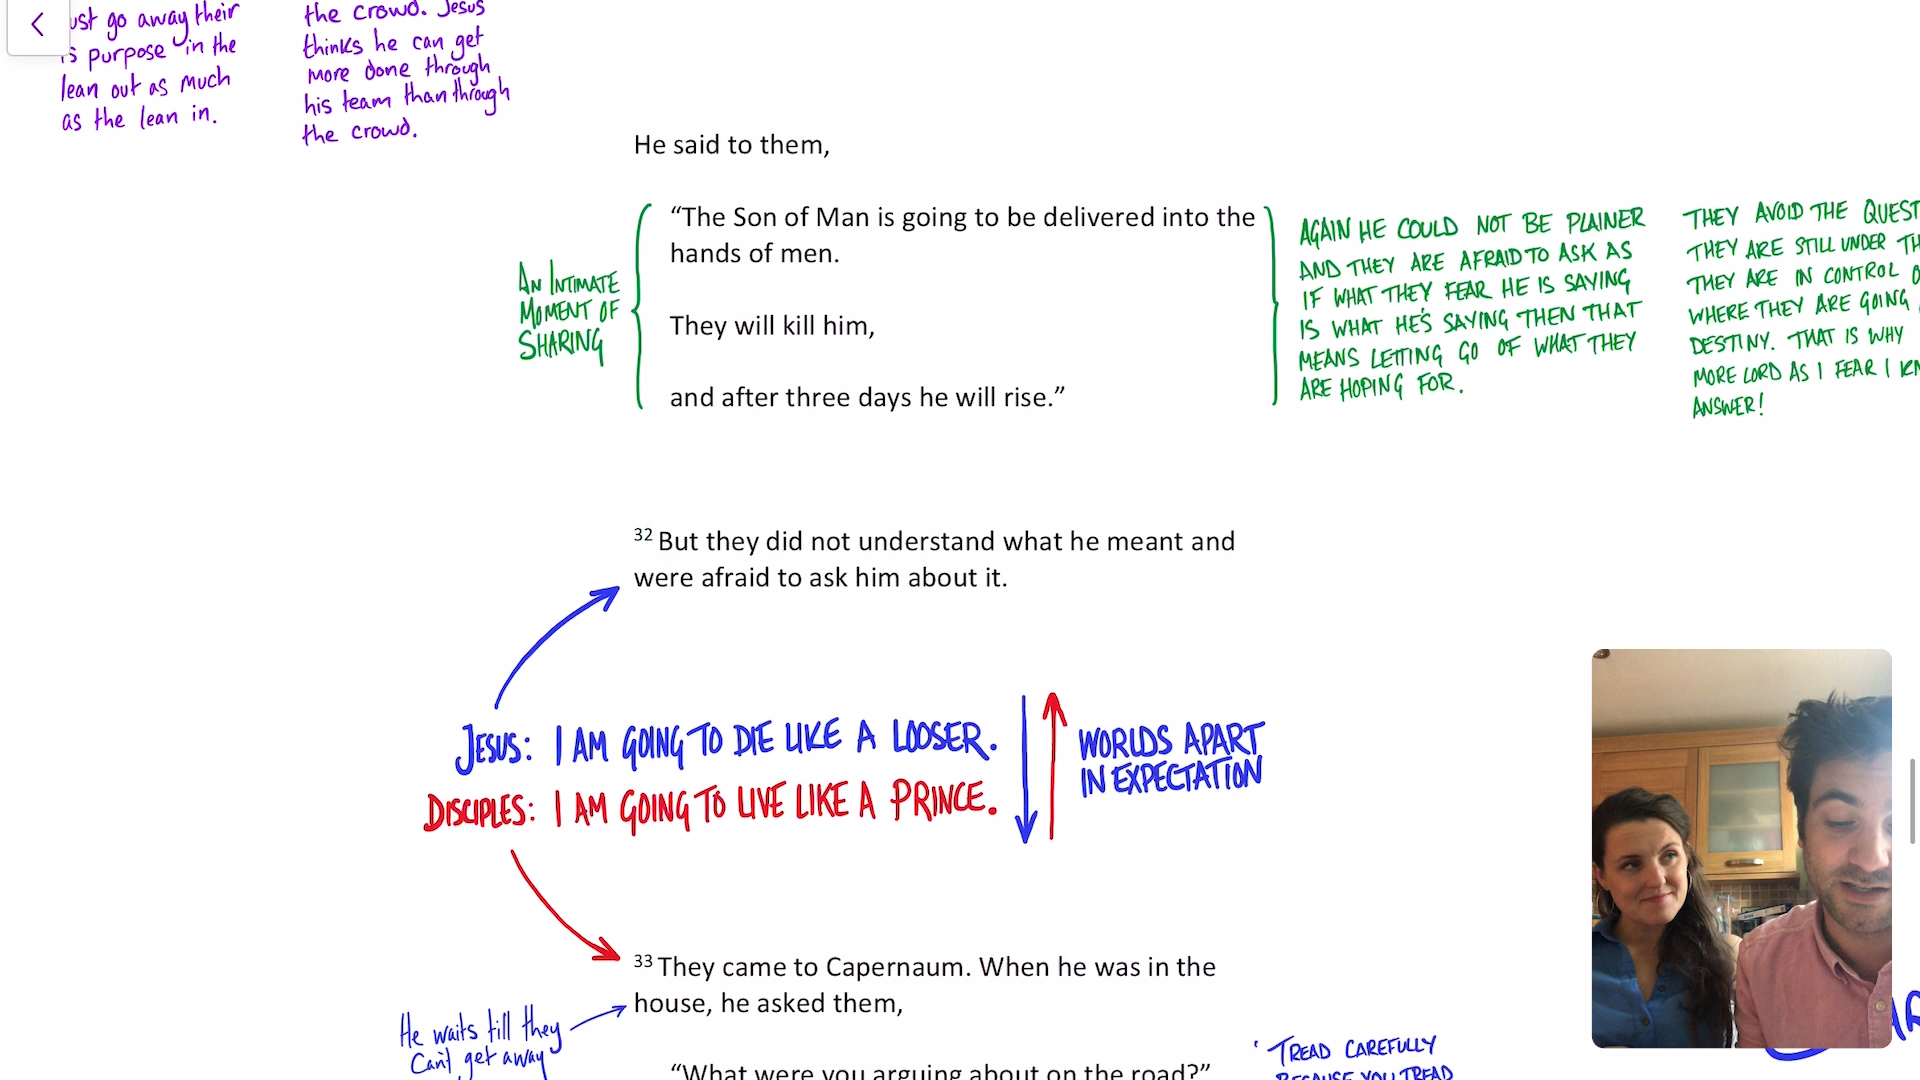 ust go away their
is purpose in the
lean out as much
as the lean in.
the crowd. Jesus
thinks he can get
more done through
his team than through
the crowd.
He said to them,
“The Son of Man is going to be delivered into the
hands of men.
They will kill him,
and after three days he will rise.”
AN INTIMATE
MOMENT OF
SHARING
AGAIN HE COULD NOT BE PLAINER
AND THEY ARE AFRAID TO ASK AS
IF WHAT THEY FEAR HE IS SAYING
IS WHAT HE'S SAYING THEN THAT
MEANS LETTING GO OF WHAT THEY
ARE HOPING FOR.
THEY AVOID THE QUEST
THEY ARE STILL UNDER TH
THEY ARE IN CONTROL O
WHERE THEY ARE GOING
DESTINY. THAT IS WHY
MORE LORD AS I FEAR I KN
ANSWER!
32 But they did not understand what he meant and
were afraid to ask him about it.
JESUS: I AM GOING TO DIE LIKE A LOOSER.
DISCIPLES: I AM GOING TO LIVE LIKE A PRINCE.
WORLDS APART
IN EXPECTATION
33 They came to Capernaum. When he was in the
house, he asked them,
He waits till they
Can't get away
“What were you arguing about on the road?”
' TREAD CAREFULLY
BECAUSE YOU TREAD